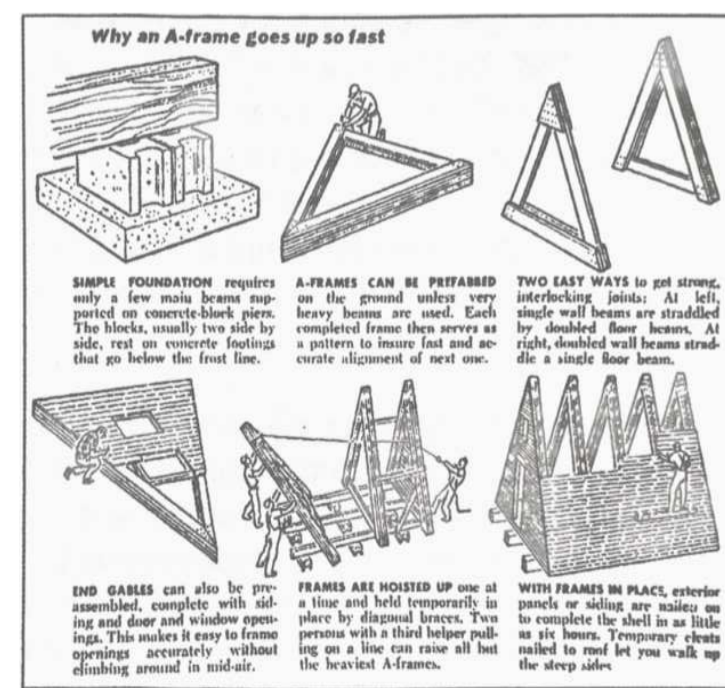 Why an A-frame goes up so fast
SIMPLE FOUNDATION requires
only a few main beams sup-
ported on concrete-block piers.
The blocks, usually two side by
side, rest on concrete footings
that go below the frost line.
A-FRAMES CAN BE PREFABBED
on the ground unless very
heavy beams are used. Each
completed frame then serves as
a pattern to insure fast and ac-
curate alignment of next one.
TWO EASY WAYS to get strong,
interlocking joints: At left,
single wall beams are straddled
by doubled floor beams. At
right, doubled wall beams strad-
dle a single floor beam.
END GABLES can also be pre-
assembled, complete with sid-
ing and door and window open-
ings. This makes it easy to frame
openings accurately without
climbing around in mid-air.
FRAMES ARE HOISTED UP one at
a time and held temporarily in
place by diagonal braces. Two
persons with a third helper pull-
ing on a line can raise all but
the heaviest A-frames.
WITH FRAMES IN PLACE, exterior
panels or siding are nailed on
to complete the shell in as little
as six hours. Temporary cleats
nailed to roof let you walk up
the steep sides